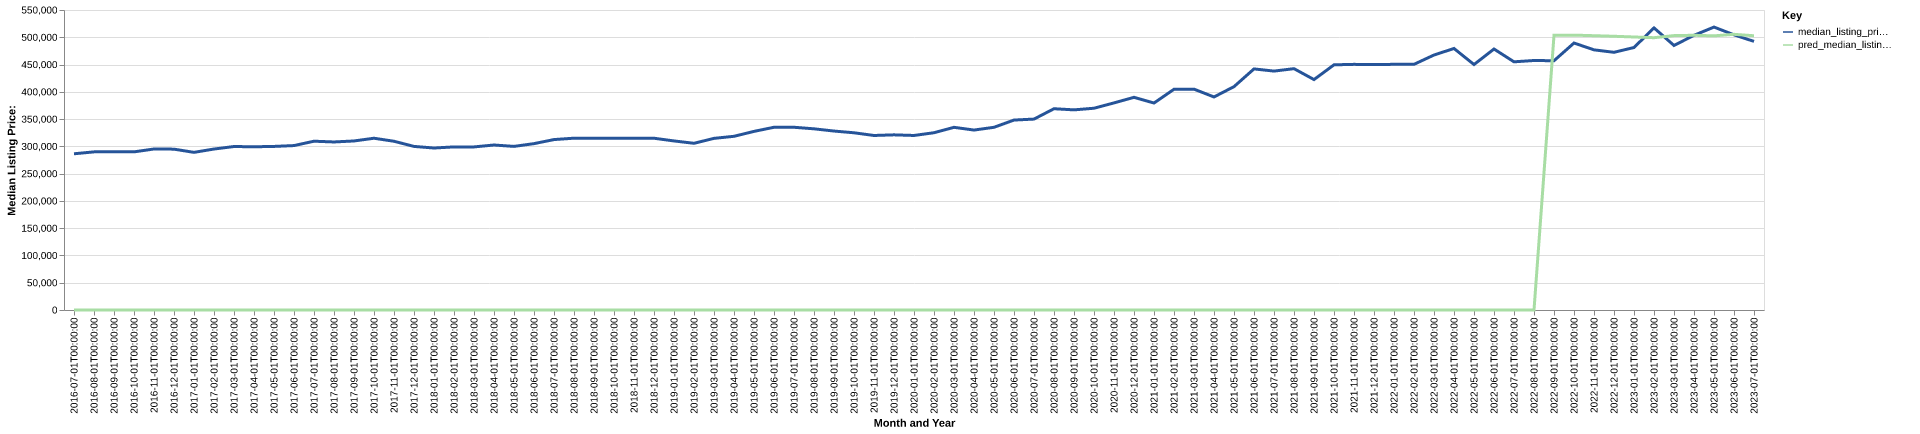 550,000
500,000
450,000
400,000
350,000
300,000
250,000
200,000
150,000
100,000
50,000
0
Median Listing Price:
2016-07-01T00:00:00
2016-08-01T00:00:00
2016-09-01T00:00:00
2016-10-01T00:00:00
2016-11-01T00:00:00
2016-12-01T00:00:00
2017-01-01T00:00:00
2017-02-01T00:00:00
2017-03-01T00:00:00
2017-04-01T00:00:00
2017-05-01T00:00:00
2017-06-01T00:00:00
2017-07-01T00:00:00
2017-08-01T00:00:00
2017-09-01T00:00:00
2017-10-01T00:00:00
2017-11-01T00:00:00
2017-12-01T00:00:00
2018-01-01T00:00:00
2018-02-01T00:00:00
2018-03-01T00:00:00
2018-04-01T00:00:00
2018-05-01T00:00:00
2018-06-01T00:00:00
2018-07-01T00:00:00
2018-08-01T00:00:00
2018-09-01T00:00:00
2018-10-01T00:00:00
2018-11-01T00:00:00
2018-12-01T00:00:00
2019-01-01T00:00:00
2019-02-01T00:00:00
2019-03-01T00:00:00
2019-04-01T00:00:00
2019-05-01T00:00:00
2019-06-01T00:00:00
2019-07-01T00:00:00
2019-08-01T00:00:00
2019-09-01T00:00:00
2019-10-01T00:00:00
2019-11-01T00:00:00
2019-12-01T00:00:00
2020-01-01T00:00:00
2020-02-01T00:00:00
2020-03-01T00:00:00
2020-04-01T00:00:00
2020-05-01T00:00:00
2020-06-01T00:00:00
2020-07-01T00:00:00
2020-08-01T00:00:00
2020-09-01T00:00:00
2020-10-01T00:00:00
2020-11-01T00:00:00
2020-12-01T00:00:00
2021-01-01T00:00:00
2021-02-01T00:00:00
2021-03-01T00:00:00
2021-04-01T00:00:00
2021-05-01T00:00:00
2021-06-01T00:00:00
2021-07-01T00:00:00
2021-08-01T00:00:00
2021-09-01T00:00:00
2021-10-01T00:00:00
2021-11-01T00:00:00
2021-12-01T00:00:00
2022-01-01T00:00:00
2022-02-01T00:00:00
2022-03-01T00:00:00
2022-04-01T00:00:00
2022-05-01T00:00:00
2022-06-01T00:00:00
2022-07-01T00:00:00
2022-08-01T00:00:00
2022-09-01T00:00:00
2022-10-01T00:00:00
2022-11-01T00:00:00
2022-12-01T00:00:00
2023-01-01T00:00:00
2023-02-01T00:00:00
2023-03-01T00:00:00
2023-04-01T00:00:00
2023-05-01T00:00:00
2023-06-01T00:00:00
2023-07-01T00:00:00
Month and Year
Key
median_listing_pri…
pred_median_listin…